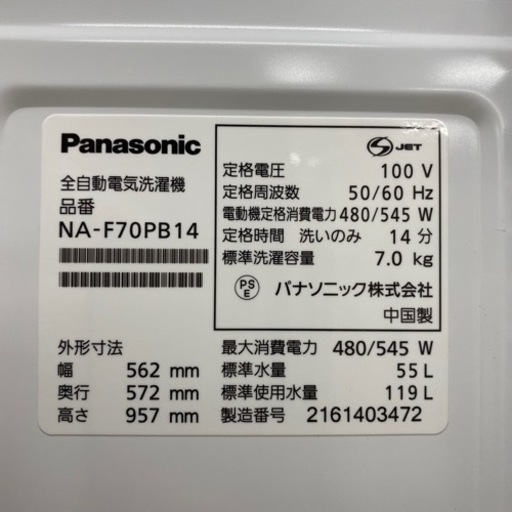 Panasonic
全自動電気洗濯機
品番
NA-F70PB14
外形寸法
幅 562 mm
奥行 572 mm
高さ 957 mm
S JET
定格電圧 100 V
定格周波数 50/60 Hz
電動機定格消費電力 480/545 W
定格時間 洗いのみ 14 分
標準洗濯容量 7.0 kg
PS E パナソニック株式会社
中国製
最大消費電力 480/545 W
標準水量 55 L
標準使用水量 119 L
製造番号 2161403472